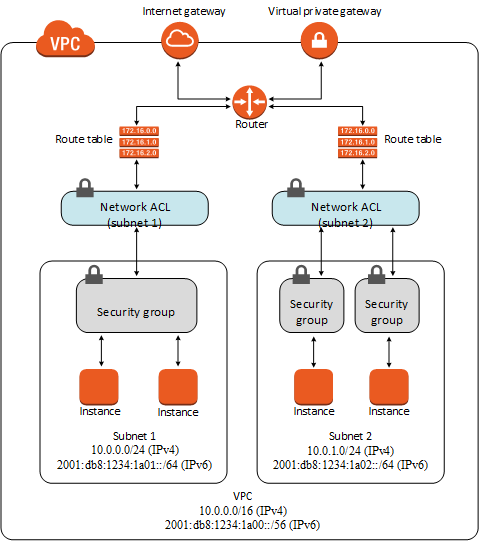 Internet gateway
Virtual private gateway
VPC
Router
Route table
172.16.0.0
172.16.1.0
172.16.2.0
172.16.0.0
172.16.1.0
172.16.2.0
Route table
Network ACL
(subnet 1)
Network ACL
(subnet 2)
Security group
Security
group
Security
group
Instance
Instance
Instance
Instance
Subnet 1
10.0.0.0/24 (IPv4)
2001:db8:1234:1a01::/64 (IPv6)
Subnet 2
10.0.1.0/24 (IPv4)
2001:db8:1234:1a02::/64 (IPv6)
VPC
10.0.0.0/16 (IPv4)
2001:db8:1234:1a00::/56 (IPv6)